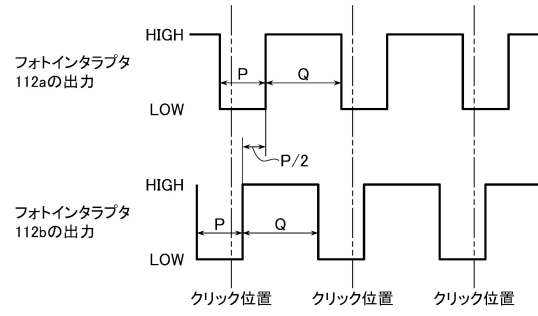 HIGH
フォトインタラプタ
112aの出力
P
Q
LOW
P/2
HIGH
フォトインタラプタ
112bの出力
P
Q
LOW
クリック位置
クリック位置
クリック位置